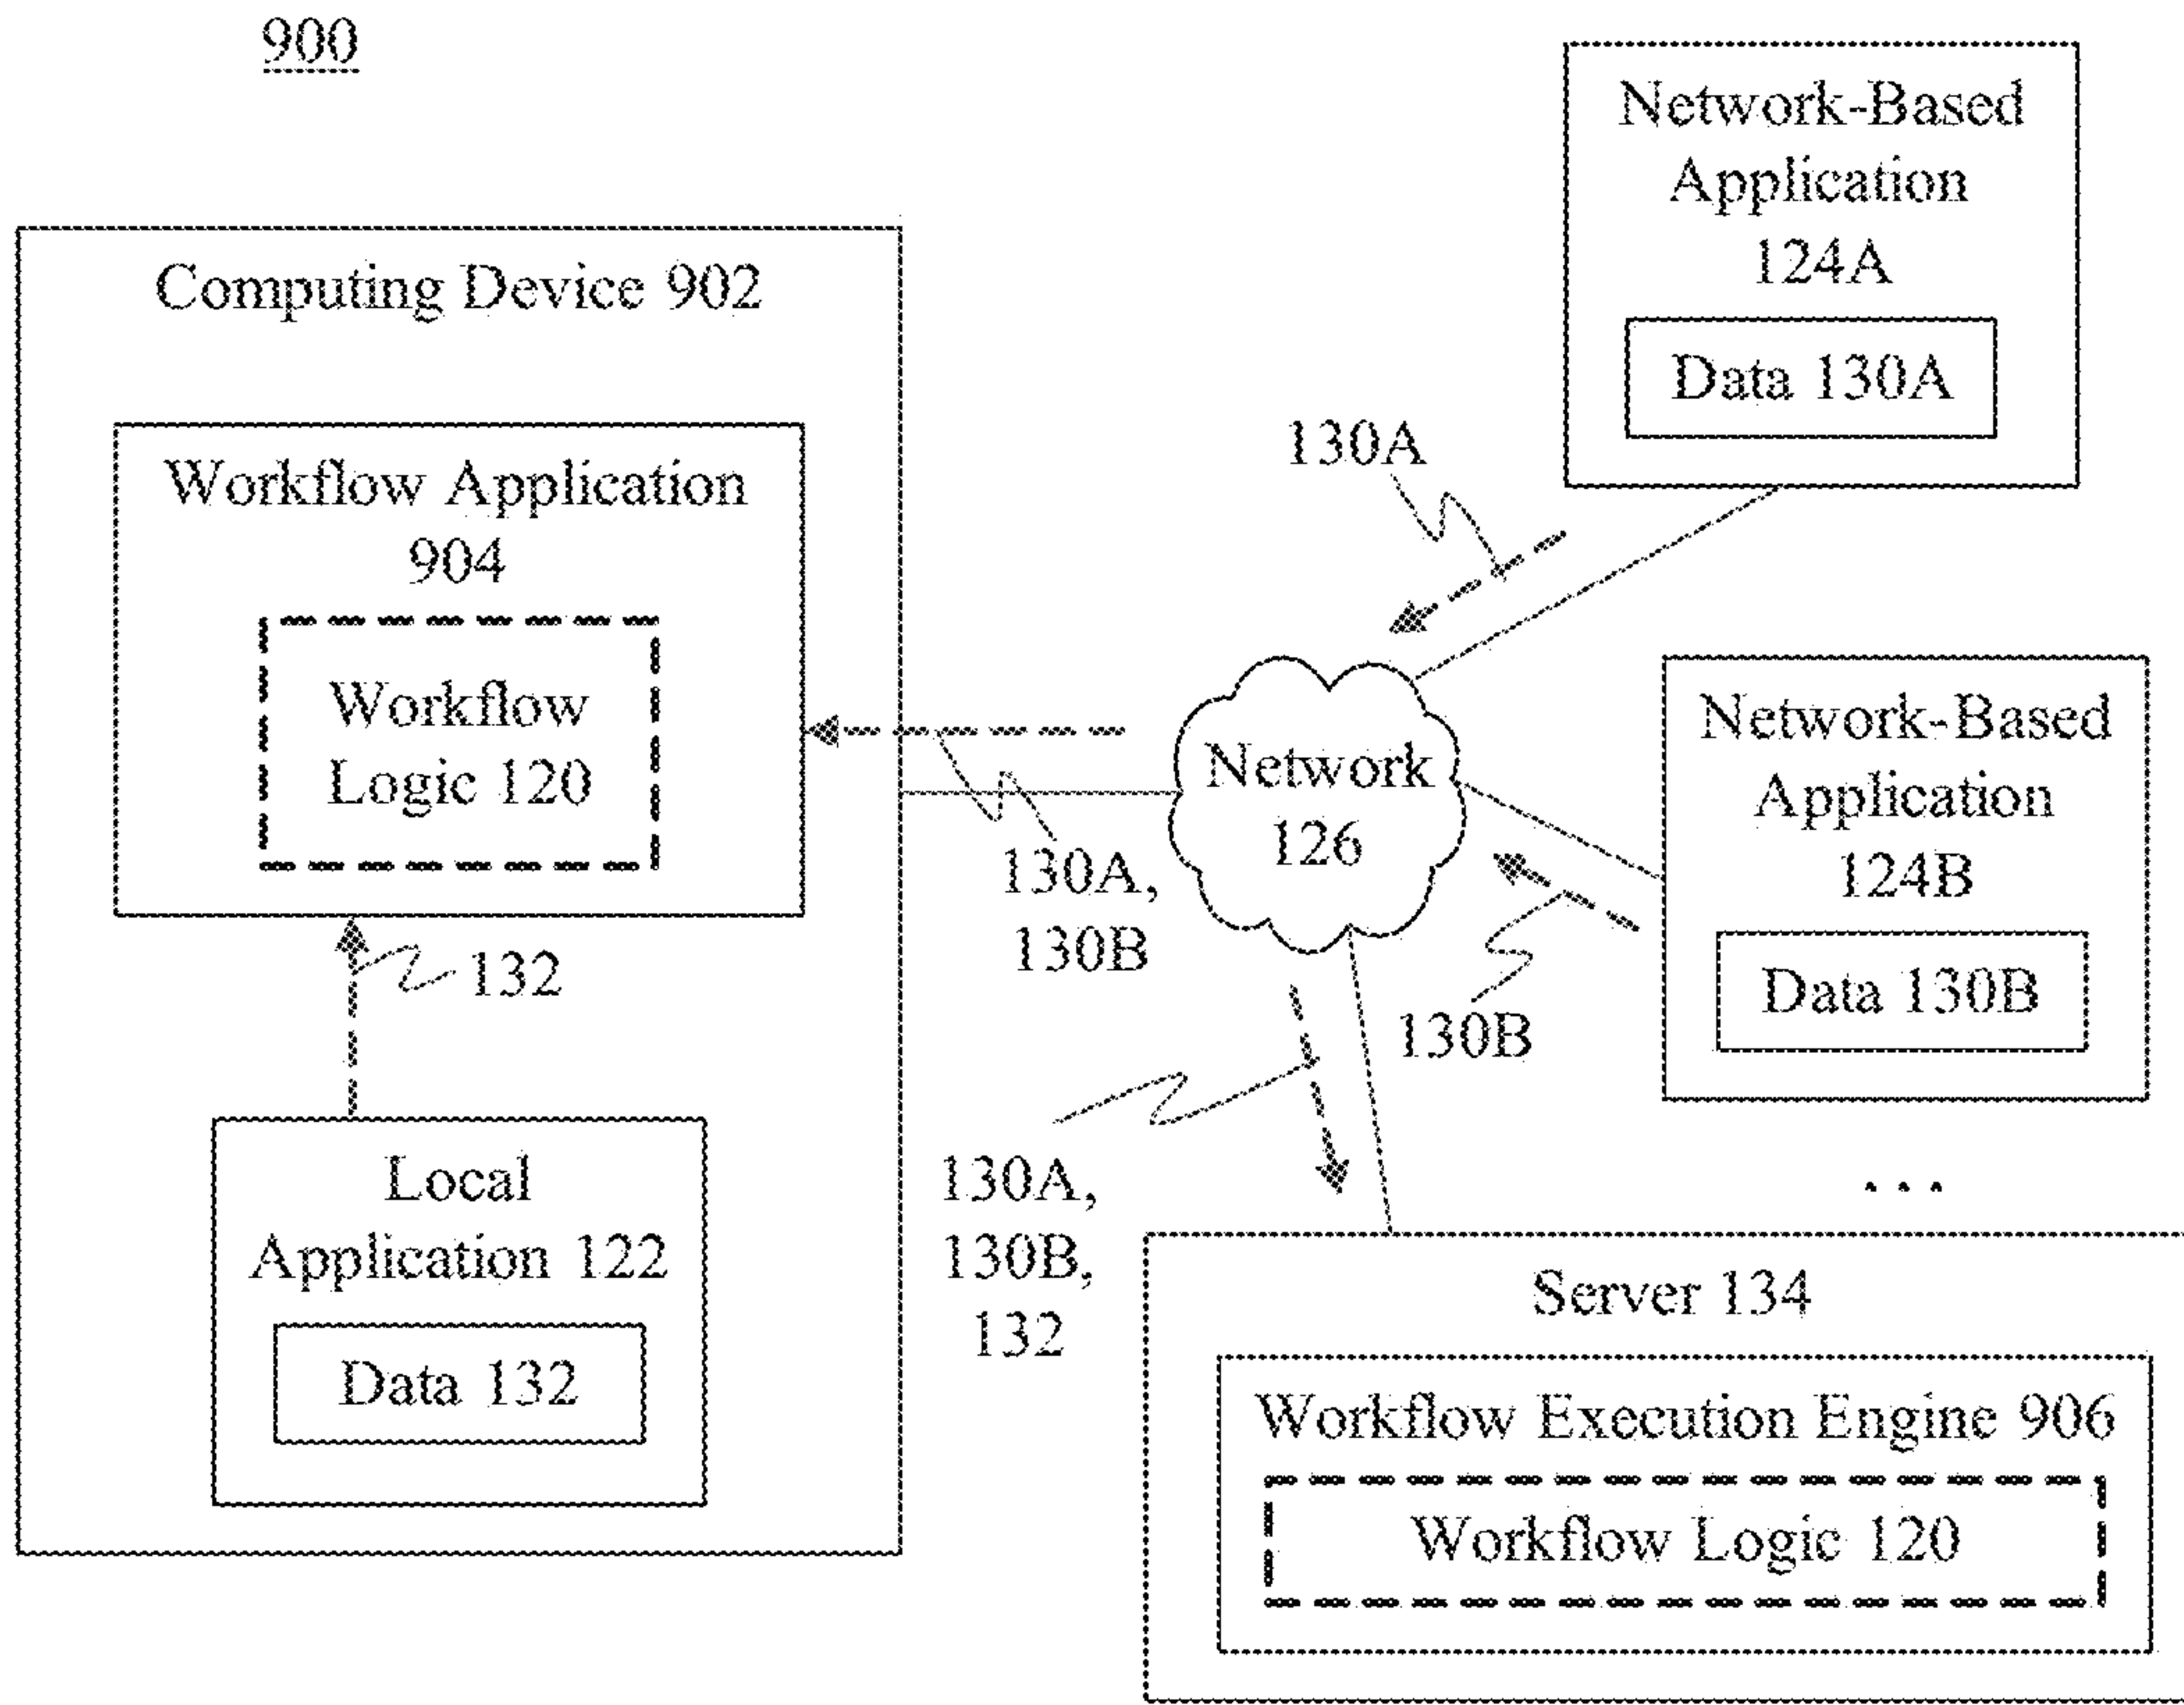 900
Computing Device 902
Workflow Application
904
Workflow
Logic 120
132
Local
Application 122
Data 132
130A,
130B
Network
126
130A
Network-Based
Application
124A
Data 130A
Network-Based
Application
124B
Data 130B
130B
...
130A,
130B,
132
Server 134
Workflow Execution Engine 906
Workflow Logic 120